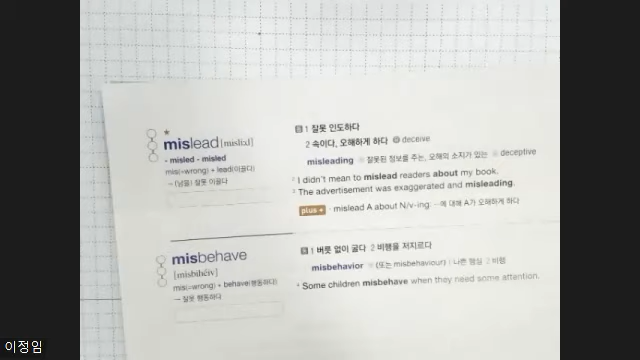 mislead [mislíːd]
- misled - misled
mis(=wrong) + lead(이끌다)
→ (남을) 잘못 이끌다
1 잘못 인도하다
2 속이다, 오해하게 하다 deceive
misleading 잘못된 정보를 주는, 오해의 소지가 있는 deceptive
I didn't mean to mislead readers about my book.
The advertisement was exaggerated and misleading.
plus + · mislead A about N/v-ing: …에 대해 A가 오해하게 하다
misbehave
[mìsbihéiv]
mis(=wrong) + behave(행동하다)
→ 잘못 행동하다
1 버릇 없이 굴다 2 비행을 저지르다
misbehavior (또는 misbehaviour) 1 나쁜 행실 2 비행
Some children misbehave when they need some attention.
이정임